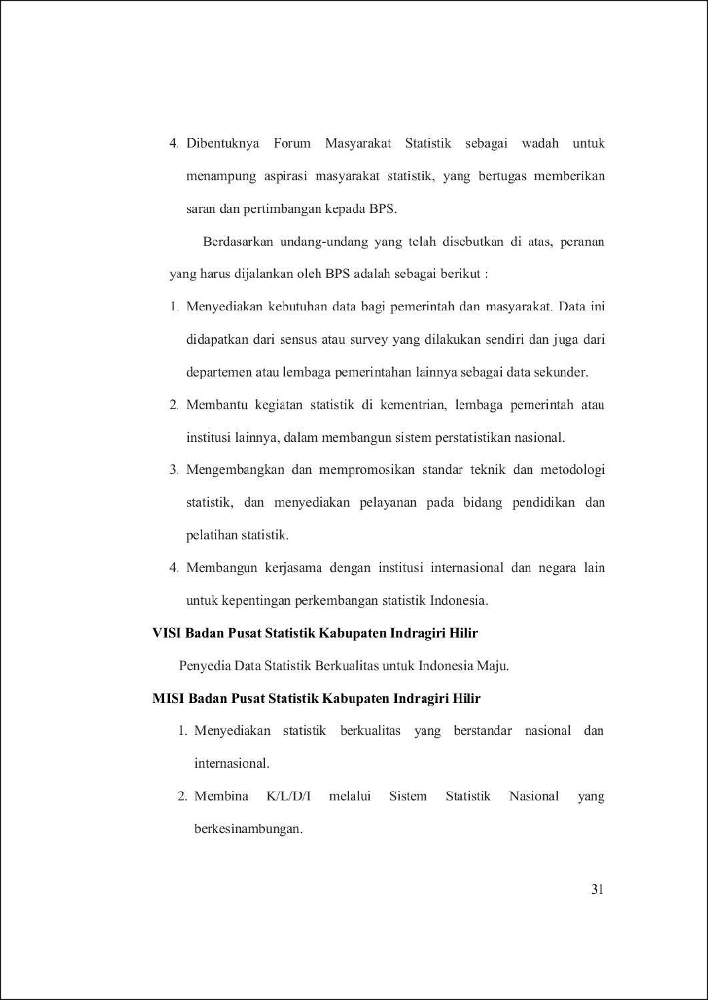 4. Dibentuknya Forum Masyarakat Statistik sebagai wadah untuk
menampung aspirasi masyarakat statistik, yang bertugas memberikan
saran dan pertimbangan kepada BPS.
Berdasarkan undang-undang yang telah disebutkan di atas, peranan
yang harus dijalankan oleh BPS adalah sebagai berikut :
1. Menyediakan kebutuhan data bagi pemerintah dan masyarakat. Data ini
didapatkan dari sensus atau survey yang dilakukan sendiri dan juga dari
departemen atau lembaga pemerintahan lainnya sebagai data sekunder.
2. Membantu kegiatan statistik di kementrian, lembaga pemerintah atau
institusi lainnya, dalam membangun sistem perstatistikan nasional.
3. Mengembangkan dan mempromosikan standar teknik dan metodologi
statistik, dan menyediakan pelayanan pada bidang pendidikan dan
pelatihan statistik.
4. Membangun kerjasama dengan institusi internasional dan negara lain
untuk kepentingan perkembangan statistik Indonesia.
VISI Badan Pusat Statistik Kabupaten Indragiri Hilir
Penyedia Data Statistik Berkualitas untuk Indonesia Maju.
MISI Badan Pusat Statistik Kabupaten Indragiri Hilir
1. Menyediakan statistik berkualitas yang berstandar nasional dan
internasional.
2. Membina K/L/D/I melalui Sistem Statistik Nasional yang
berkesinambungan.
31